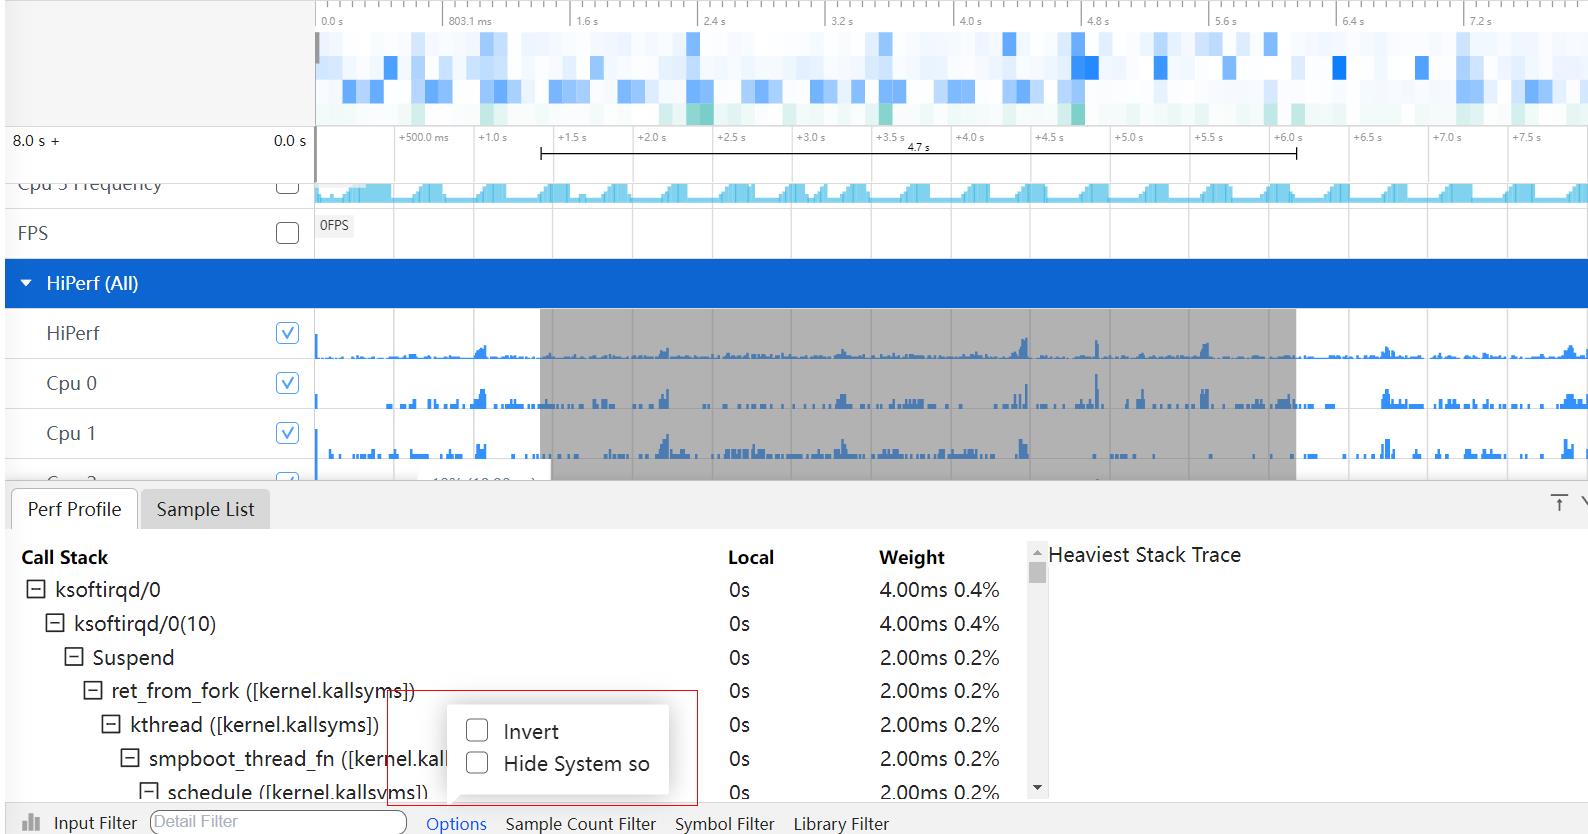 0.0 s 803.1 ms 1.6 s 2.4 s 3.2 s 4.0 s 4.8 s 5.6 s 6.4 s 7.2 s
8.0 s + 0.0 s +500.0 ms +1.0 s +1.5 s +2.0 s +2.5 s +3.0 s +3.5 s +4.0 s +4.5 s +5.0 s +5.5 s +6.0 s +6.5 s +7.0 s +7.5 s
4.7 s
Cpu 3 Frequency
FPS 0FPS
HiPerf (All)
HiPerf
Cpu 0
Cpu 1
Perf Profile Sample List
Call Stack Local Weight Heaviest Stack Trace
ksoftirqd/0 0s 4.00ms 0.4%
ksoftirqd/0(10) 0s 4.00ms 0.4%
Suspend 0s 2.00ms 0.2%
ret_from_fork ([kernel.kallsyms]) 0s 2.00ms 0.2%
kthread ([kernel.kallsyms]) 0s 2.00ms 0.2%
Invert
smpboot_thread_fn ([kernel.kall 0s 2.00ms 0.2%
Hide System so
schedule ([kernel.kallsyms]) 0s 2.00ms 0.2%
Input Filter Detail Filter Options Sample Count Filter Symbol Filter Library Filter